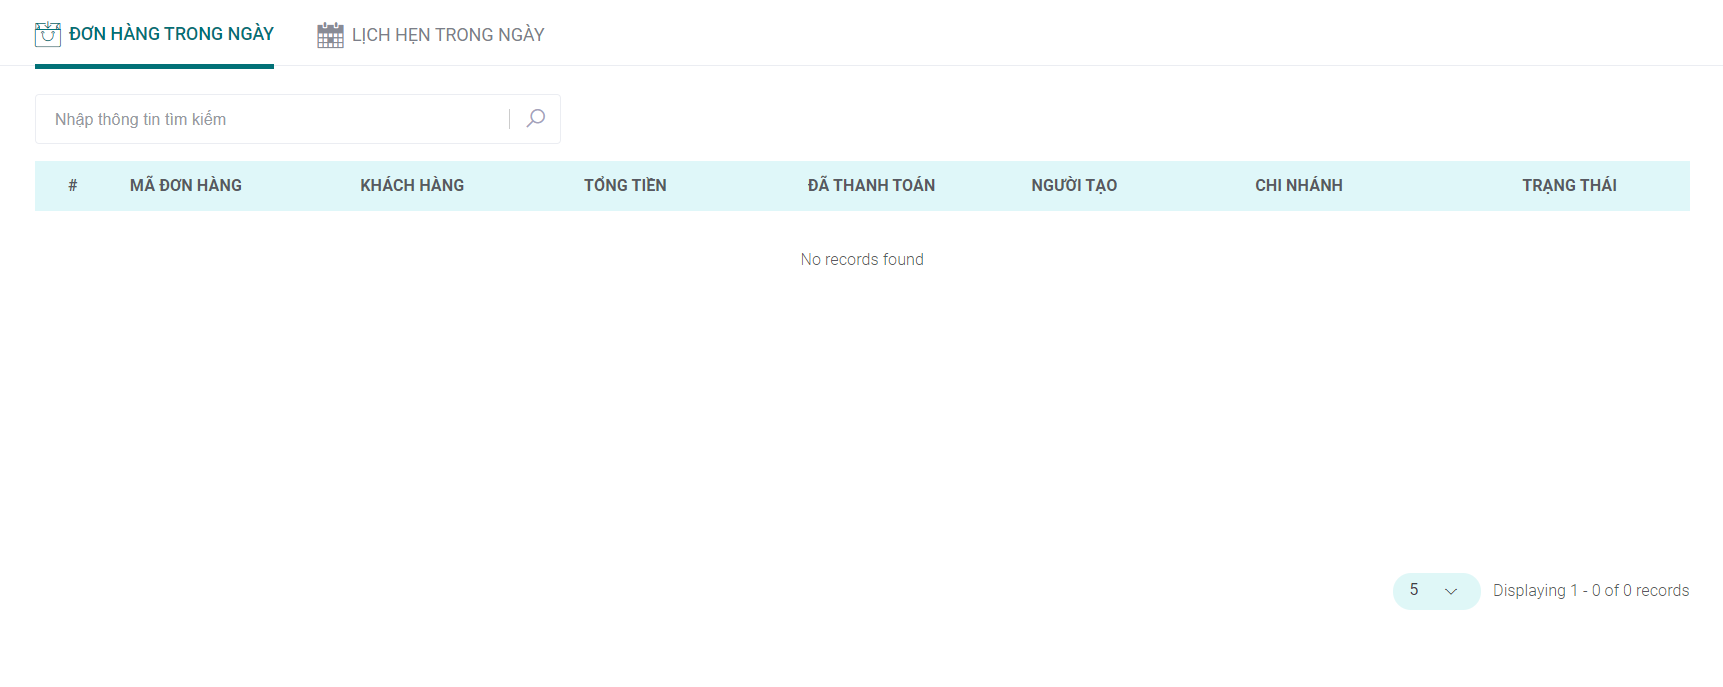 ĐƠN HÀNG TRONG NGÀY LỊCH HẸN TRONG NGÀY
Nhập thông tin tìm kiếm
# MÃ ĐƠN HÀNG KHÁCH HÀNG TỔNG TIỀN ĐÃ THANH TOÁN NGƯỜI TẠO CHI NHÁNH TRẠNG THÁI
No records found
5 Displaying 1 - 0 of 0 records